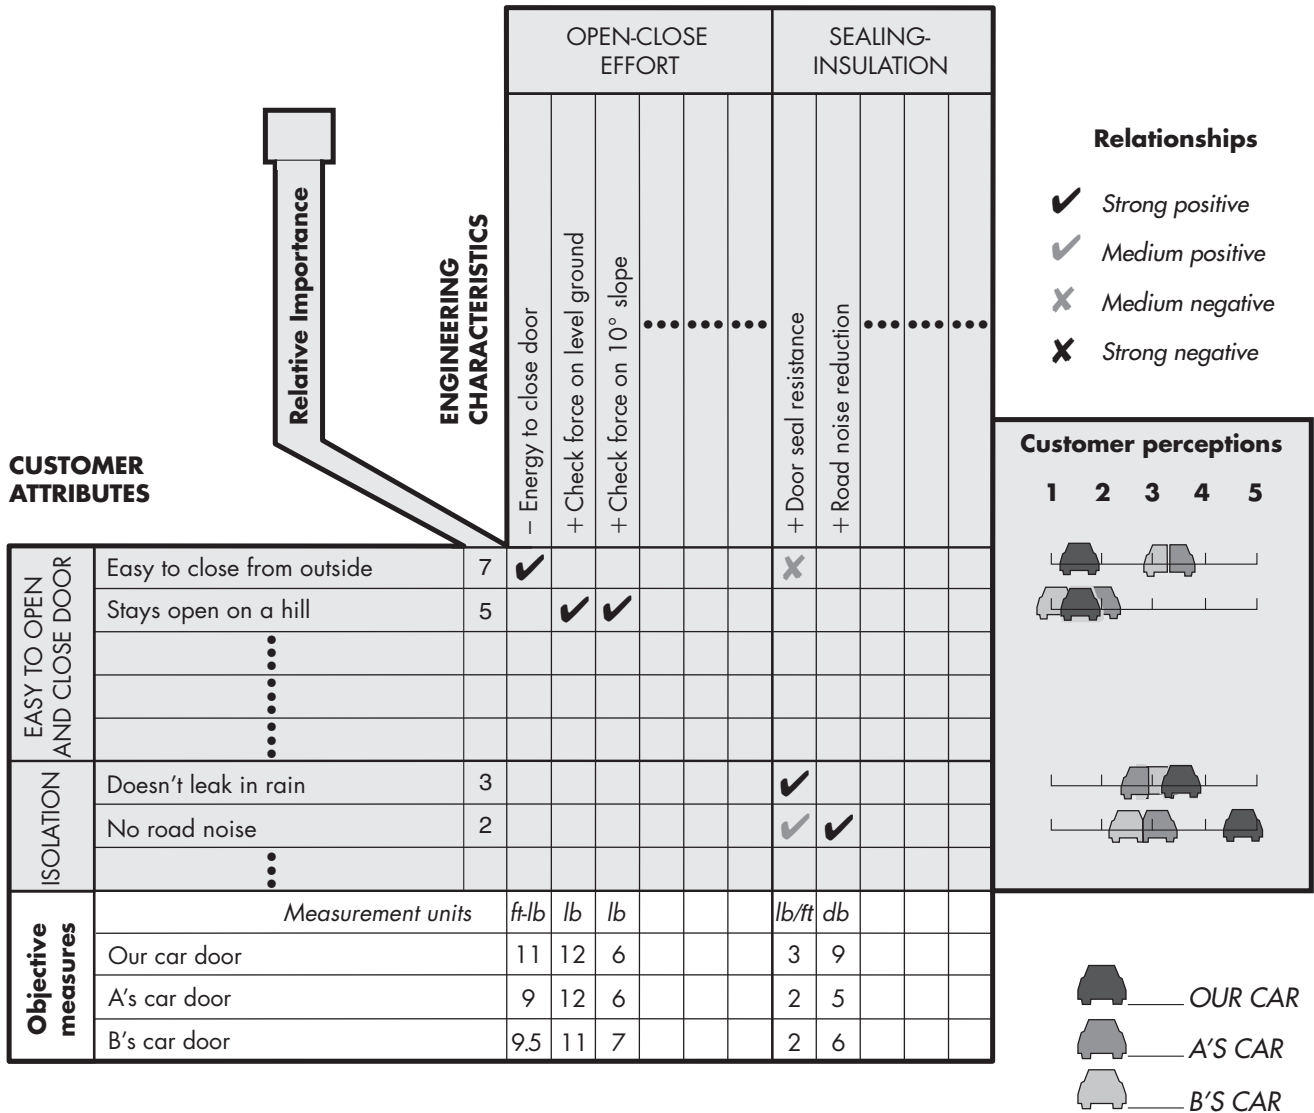 OPEN-CLOSE
EFFORT
SEALING-
INSULATION
Relationships
Strong positive
Medium positive
Medium negative
Strong negative
Relative Importance
ENGINEERING
CHARACTERISTICS
– Energy to close door
+ Check force on level ground
+ Check force on 10° slope
+ Door seal resistance
+ Road noise reduction
CUSTOMER
ATTRIBUTES
Customer perceptions
1 2 3 4 5
EASY TO OPEN
AND CLOSE DOOR
Easy to close from outside 7
Stays open on a hill 5
ISOLATION
Doesn't leak in rain 3
No road noise 2
Objective
measures
Measurement units ft-lb lb lb lb/ft db
Our car door 11 12 6 3 9
A's car door 9 12 6 2 5
B's car door 9.5 11 7 2 6
OUR CAR
A'S CAR
B'S CAR